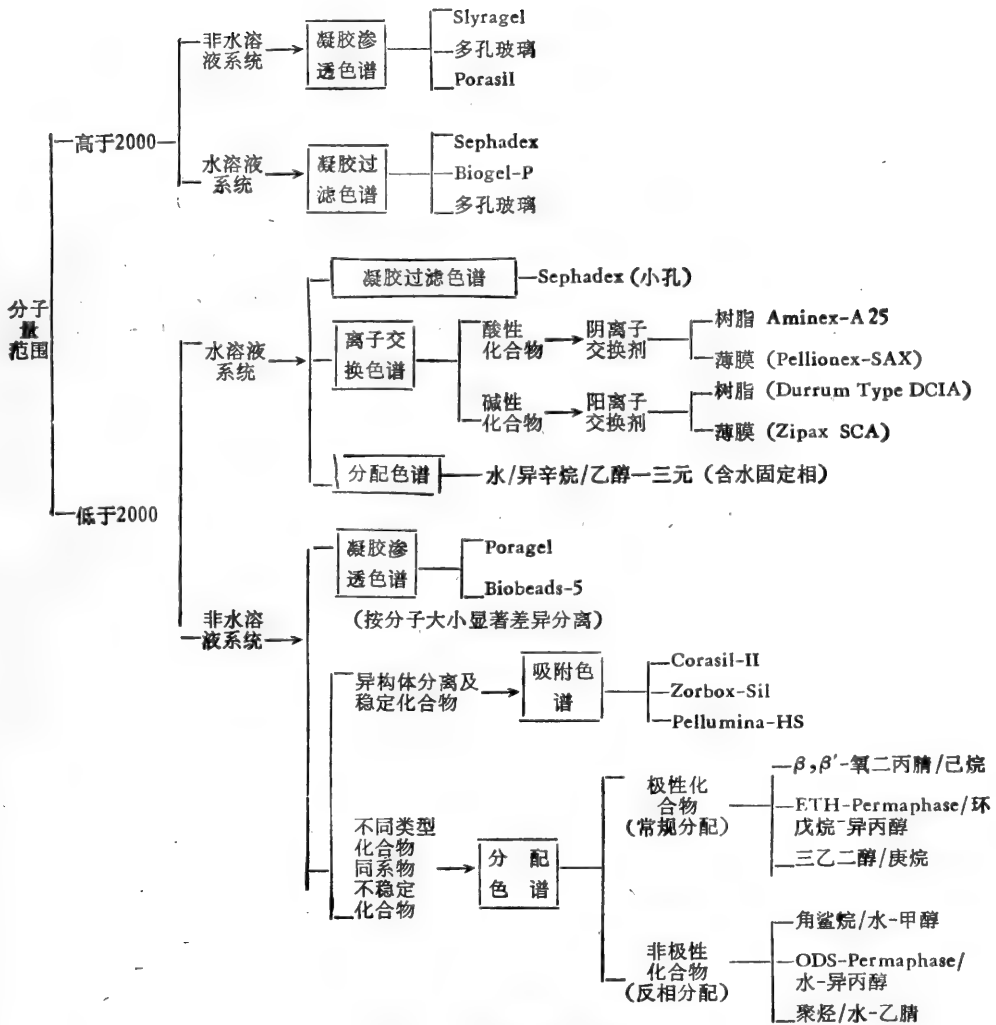 分子
量
范围
高于2000
非水溶
液系统
凝胶渗
透色谱
Slyragel
多孔玻璃
Porasil
水溶液
系统
凝胶过
滤色谱
Sephadex
Biogel-P
多孔玻璃
低于2000
水溶液
系统
凝胶过滤色谱
Sephadex (小孔)
离子交
换色谱
酸性
化合物
阴离子
交换剂
树脂 Aminex-A25
薄膜 (Pellionex-SAX)
碱性
化合物
阳离子
交换剂
树脂 (Durrum Type DCIA)
薄膜 (Zipax SCA)
分配色谱
水/异辛烷/乙醇—三元 (含水固定相)
非水溶
液系统
凝胶渗
透色谱
Poragel
Biobeads-5
(按分子大小显著差异分离)
异构体分离及
稳定化合物
吸附色
谱
Corasil-II
Zorbox-Sil
Pellumina-HS
不同类型
化合物
同系物
不稳定
化合物
分 配
色 谱
极性化
合物
(常规分配)
β,β′-氧二丙腈/己烷
ETH-Permaphase/环
戊烷-异丙醇
三乙二醇/庚烷
非极性
化合物
(反相分配)
角鲨烷/水-甲醇
ODS-Permaphase/
水-异丙醇
聚烃/水-乙腈